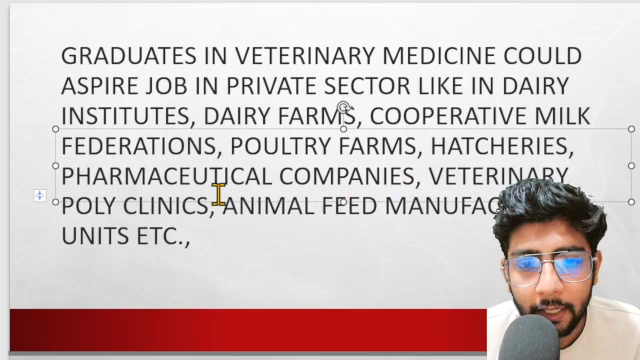 GRADUATES IN VETERINARY MEDICINE COULD
ASPIRE JOB IN PRIVATE SECTOR LIKE IN DAIRY
INSTITUTES, DAIRY FARMS, COOPERATIVE MILK
FEDERATIONS, POULTRY FARMS, HATCHERIES,
PHARMACEUTICAL COMPANIES, VETERINARY
POLY CLINICS, ANIMAL FEED
UNITS ETC.,